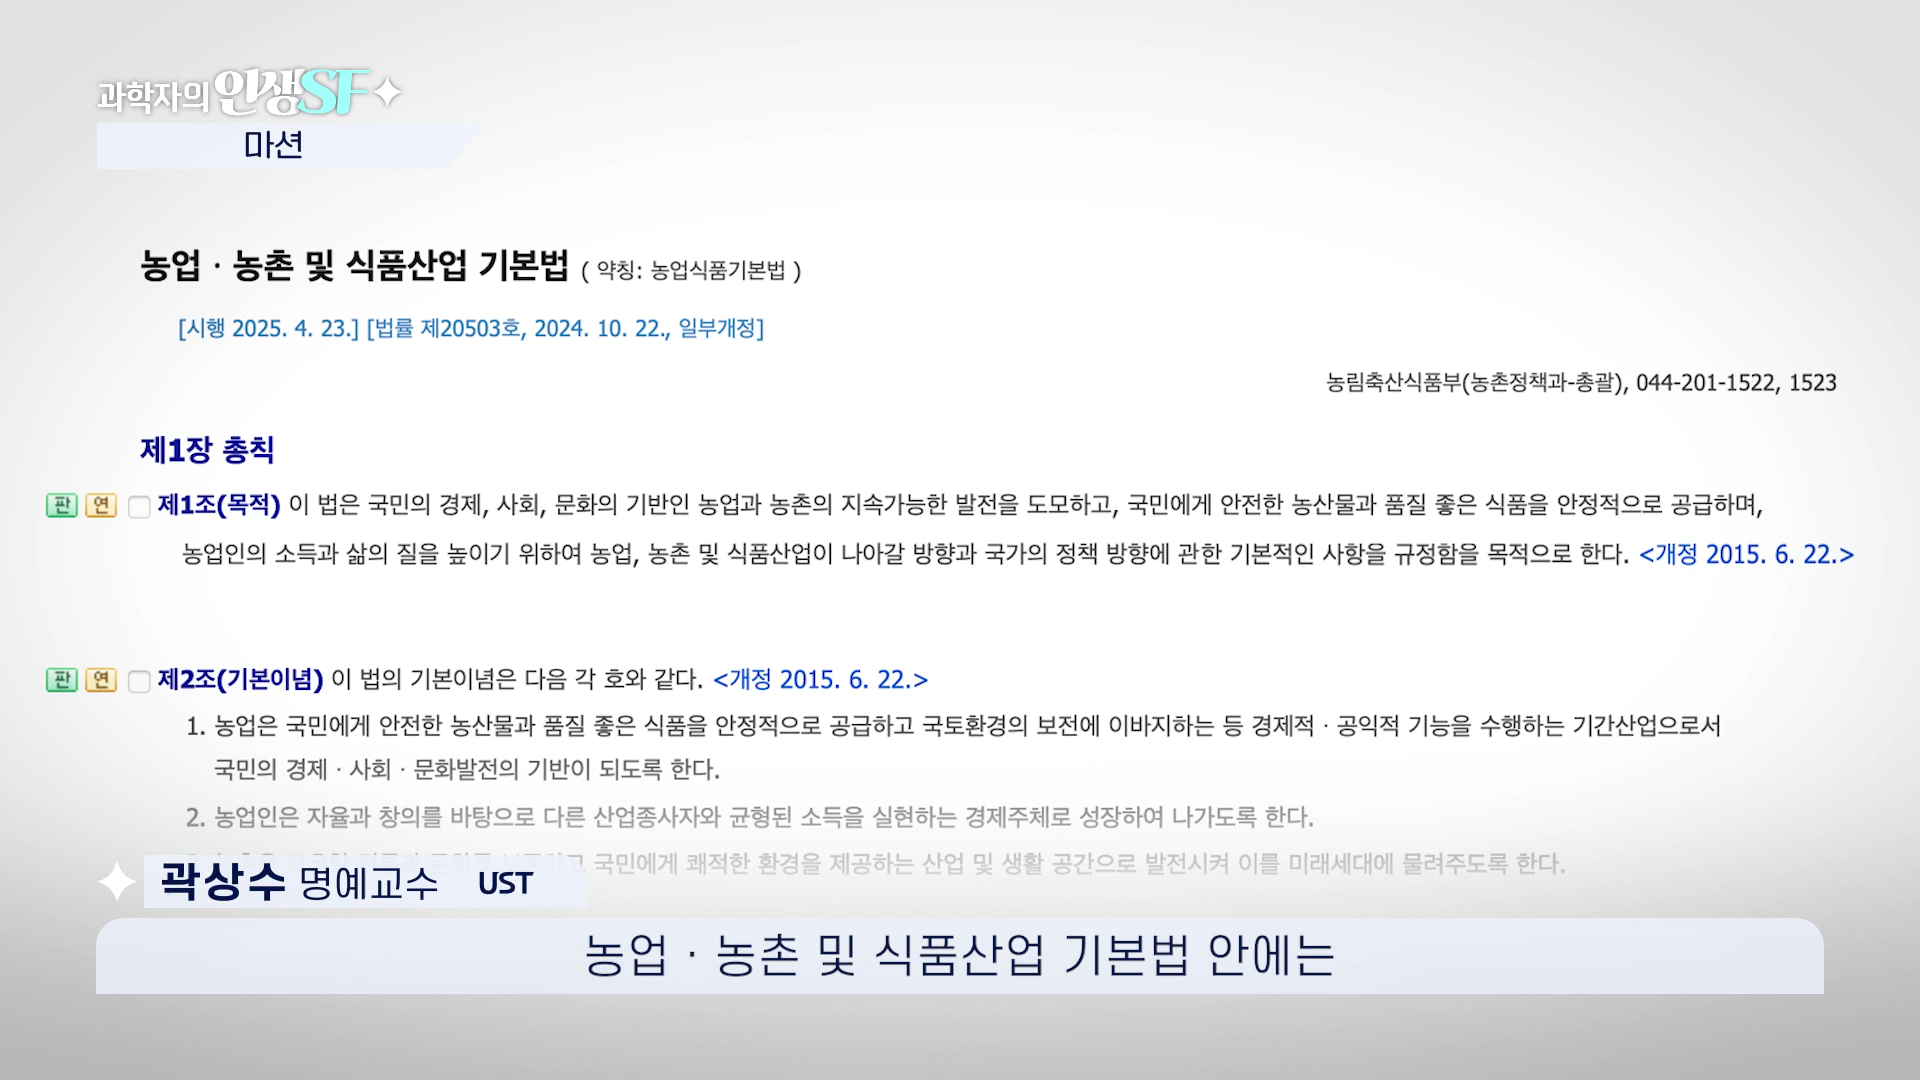 과학자의 인생SF
마션
농업ㆍ농촌 및 식품산업 기본법 ( 약칭: 농업식품기본법 )
[시행 2025. 4. 23.] [법률 제20503호, 2024. 10. 22., 일부개정]
농림축산식품부(농촌정책과-총괄), 044-201-1522, 1523
제1장 총칙
판 연 제1조(목적) 이 법은 국민의 경제, 사회, 문화의 기반인 농업과 농촌의 지속가능한 발전을 도모하고, 국민에게 안전한 농산물과 품질 좋은 식품을 안정적으로 공급하며,
농업인의 소득과 삶의 질을 높이기 위하여 농업, 농촌 및 식품산업이 나아갈 방향과 국가의 정책 방향에 관한 기본적인 사항을 규정함을 목적으로 한다. <개정 2015. 6. 22.>
판 연 제2조(기본이념) 이 법의 기본이념은 다음 각 호와 같다. <개정 2015. 6. 22.>
1. 농업은 국민에게 안전한 농산물과 품질 좋은 식품을 안정적으로 공급하고 국토환경의 보전에 이바지하는 등 경제적ㆍ공익적 기능을 수행하는 기간산업으로서
국민의 경제ㆍ사회ㆍ문화발전의 기반이 되도록 한다.
2. 농업인은 자율과 창의를 바탕으로 다른 산업종사자와 균형된 소득을 실현하는 경제주체로 성장하여 나가도록 한다.
국민에게 쾌적한 환경을 제공하는 산업 및 생활 공간으로 발전시켜 이를 미래세대에 물려주도록 한다.
곽상수 명예교수 UST
농업ㆍ농촌 및 식품산업 기본법 안에는